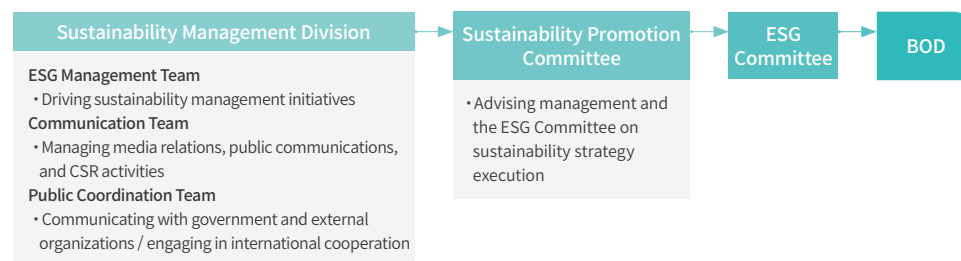 Sustainability Management Division
ESG Management Team
・Driving sustainability management initiatives
Communication Team
・Managing media relations, public communications,
and CSR activities
Public Coordination Team
・Communicating with government and external
organizations / engaging in international cooperation
Sustainability Promotion
Committee
・Advising management and
the ESG Committee on
sustainability strategy
execution
ESG
Committee
BOD